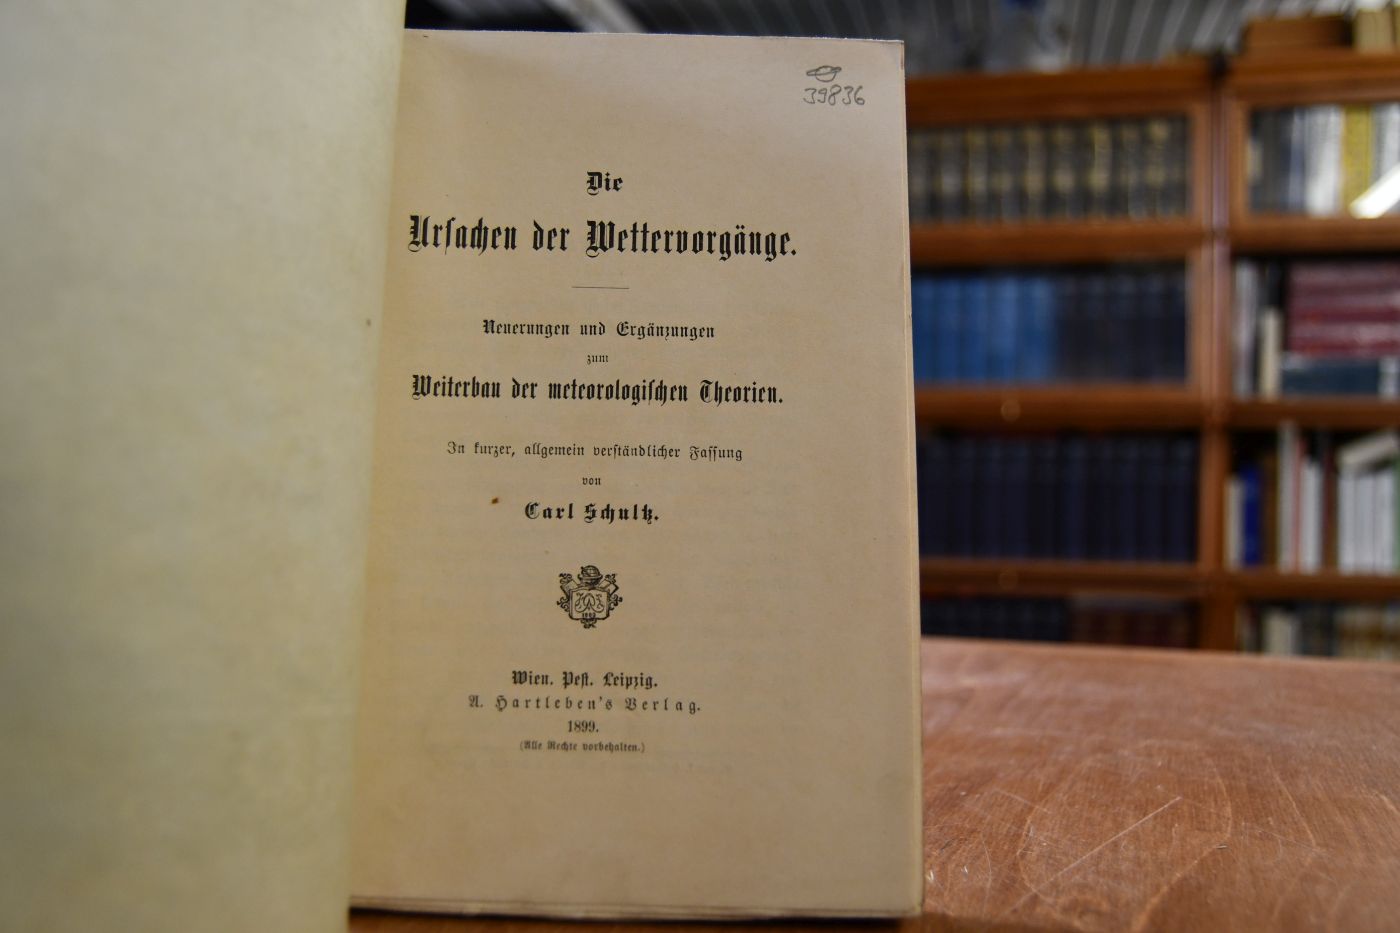 39836
Die
Ursachen der Wettervorgänge.
Neuerungen und Ergänzungen
zum
Weiterbau der meteorologischen Theorien.
In kurzer, allgemein verständlicher Fassung
von
Carl Schultz.
Wien. Pest. Leipzig.
A. Hartleben's Verlag.
1899.
(Alle Rechte vorbehalten.)